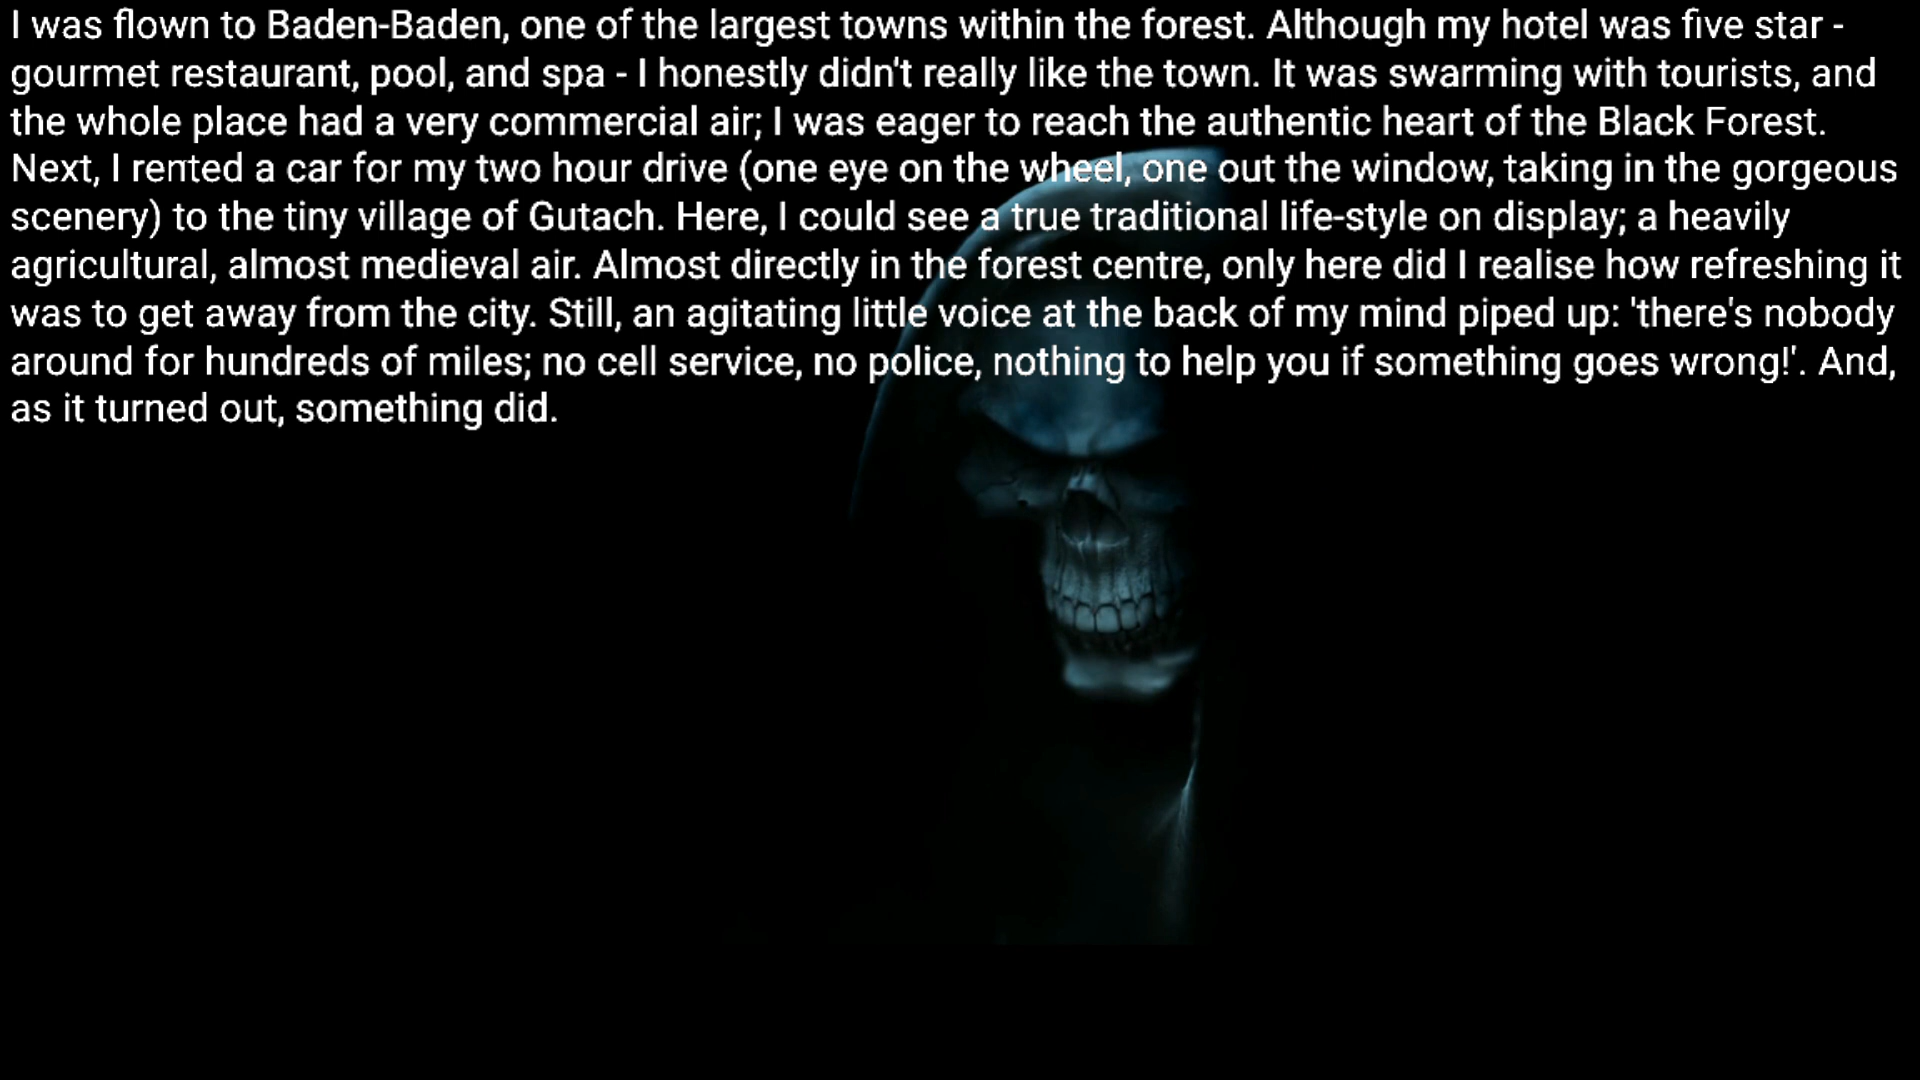 I was flown to Baden-Baden, one of the largest towns within the forest. Although my hotel was five star -
gourmet restaurant, pool, and spa - I honestly didn't really like the town. It was swarming with tourists, and
the whole place had a very commercial air; I was eager to reach the authentic heart of the Black Forest.
Next, I rented a car for my two hour drive (one eye on the wheel, one out the window, taking in the gorgeous
scenery) to the tiny village of Gutach. Here, I could see a true traditional life-style on display; a heavily
agricultural, almost medieval air. Almost directly in the forest centre, only here did I realise how refreshing it
was to get away from the city. Still, an agitating little voice at the back of my mind piped up: 'there's nobody
around for hundreds of miles; no cell service, no police, nothing to help you if something goes wrong!'. And,
as it turned out, something did.